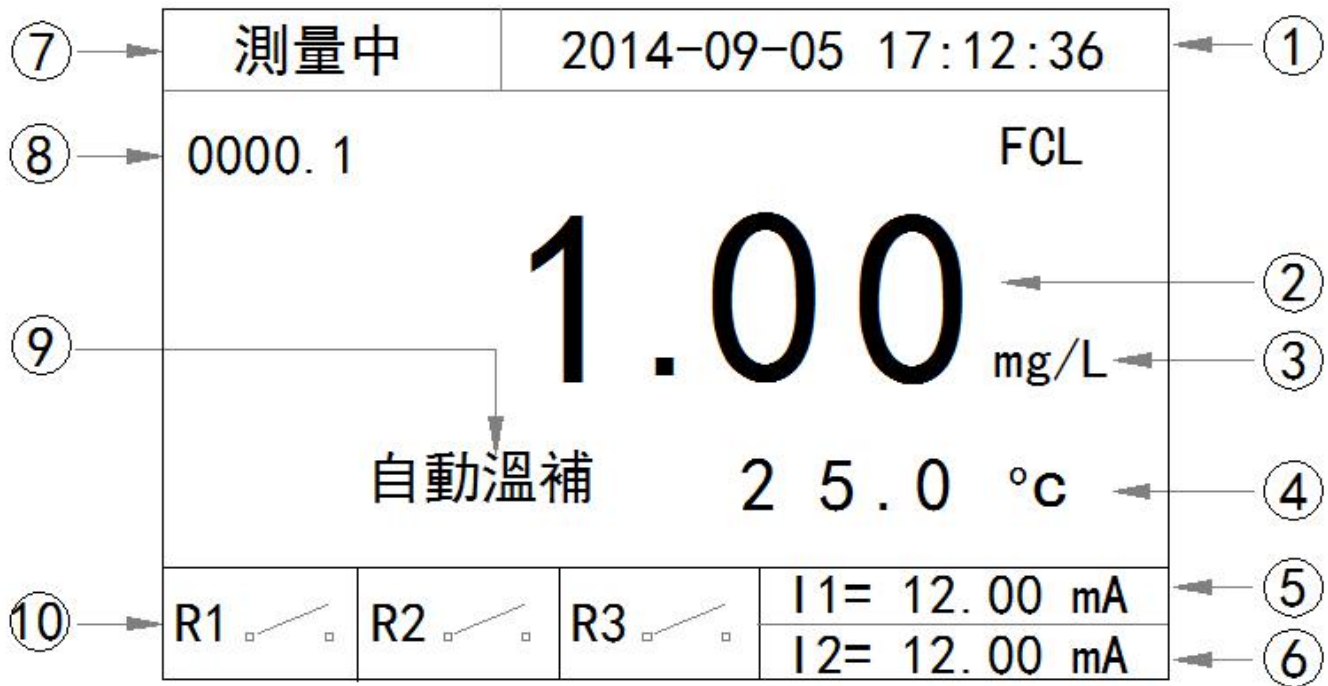 ⑦ 測量中 2014-09-05 17:12:36 ①
⑧ 0000.1 FCL
1.00 ②
⑨ mg/L ③
自動溫補 25.0 ℃ ④
I1= 12.00 mA ⑤
⑩ R1 R2 R3
I2= 12.00 mA ⑥